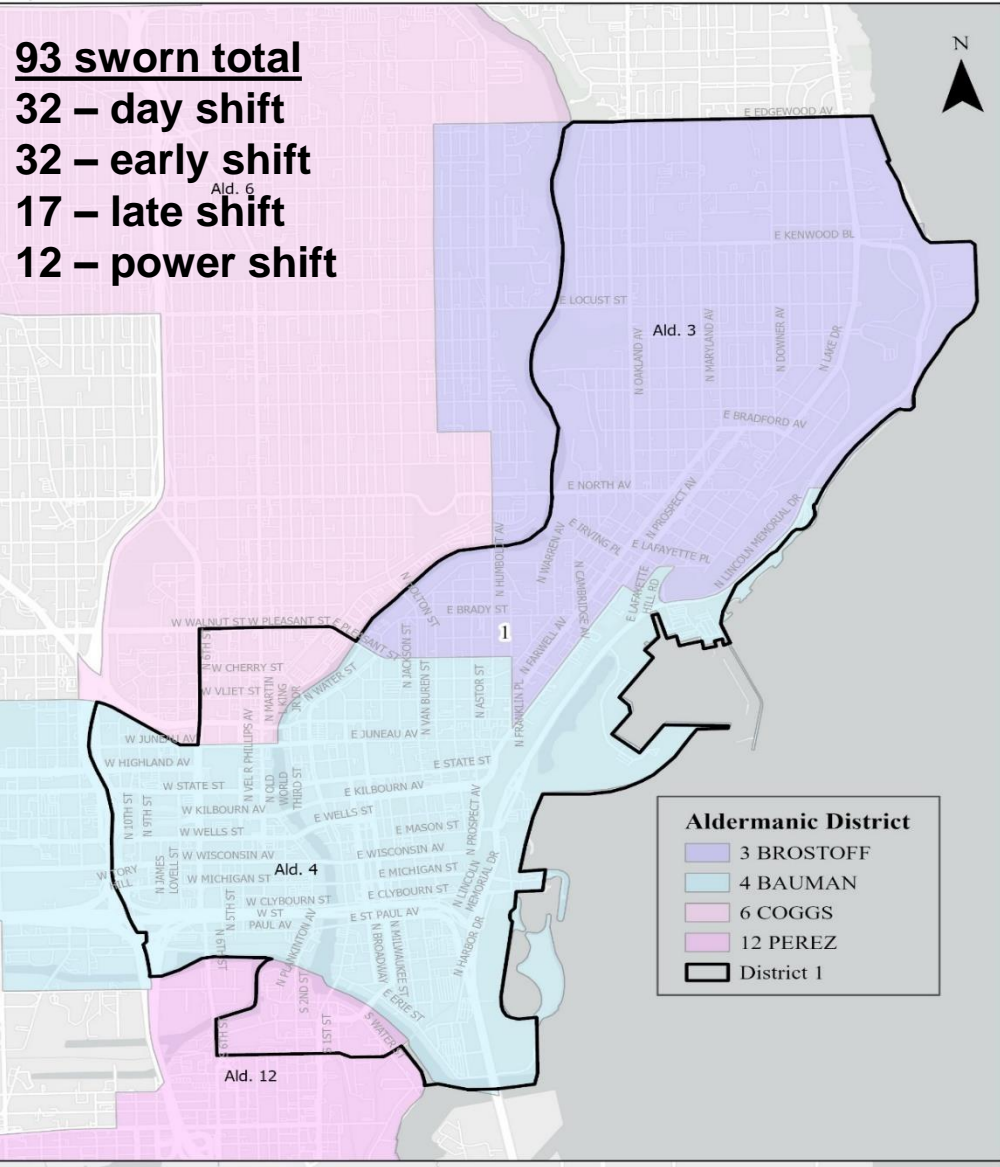 93 sworn total
32 – day shift
32 – early shift
17 – late shift
12 – power shift
N
Ald. 6
E EDGEWOOD AV
E KENWOOD BL
E LOCUST ST
Ald. 3
N OAKLAND AV
N MARYLAND AV
N DOWNER AV
N LAKE DR
E BRADFORD AV
E NORTH AV
N PROSPECT AV
N HUMBOLDT AV
N WARREN AV
E IRVING PL
E LAFAYETTE PL
N LINCOLN MEMORIAL DR
N CAMBRIDGE AV
E LAFAYETTE
HILL RD
N BOLTON ST
E BRADY ST
1
W WALNUT ST
W PLEASANT ST
E PLEASANT ST
N 6TH ST
W CHERRY ST
W VLIET ST
N MARTIN
L KING
JR DR
N WATER ST
N JACKSON ST
N VAN BUREN ST
N ASTOR ST
N FARWELL AV
N FRANKLIN PL
W JUNEAU AV
E JUNEAU AV
W HIGHLAND AV
N VEL R PHILLIPS AV
N OLD
WORLD
THIRD ST
E STATE ST
W STATE ST
E KILBOURN AV
N 10TH ST
N 9TH ST
W KILBOURN AV
E WELLS ST
W WELLS ST
E MASON ST
N PROSPECT AV
W WISCONSIN AV
E WISCONSIN AV
N JAMES
LOVELL ST
W MICHIGAN ST
Ald. 4
E MICHIGAN ST
N LINCOLN
MEMORIAL DR
W TORY
HILL
W CLYBOURN ST
E CLYBOURN ST
N 5TH ST
W ST
PAUL AV
E ST PAUL AV
N 6TH ST
N PLANKINTON AV
N BROADWAY
N MILWAUKEE ST
N HARBOR DR
S 2ND ST
E ERIE ST
S 6TH ST
S 1ST ST
S WATER ST
Ald. 12
Aldermanic District
3 BROSTOFF
4 BAUMAN
6 COGGS
12 PEREZ
District 1